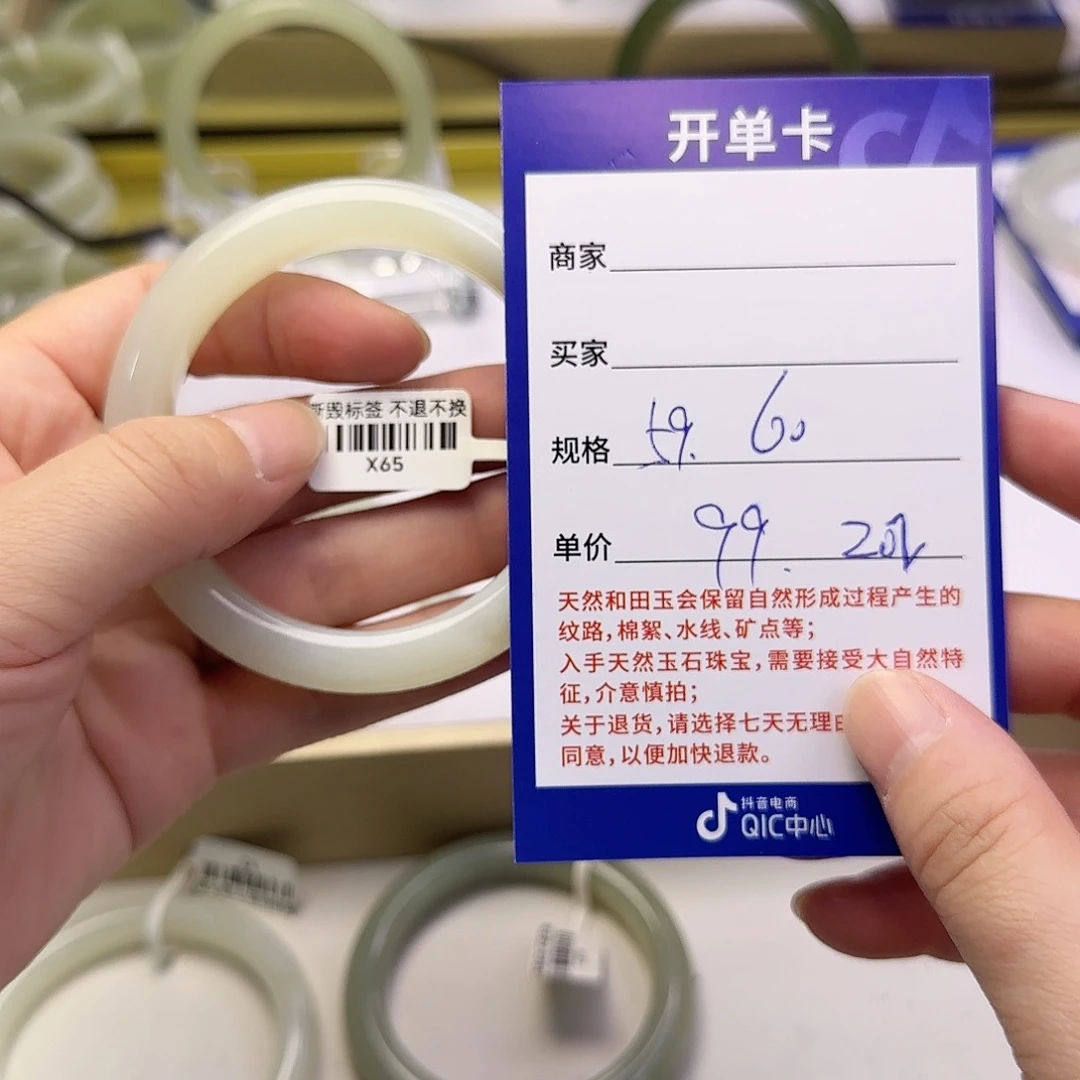 开单卡
商家
买家
规格 59. 60
单价 99.
天然和田玉会保留自然形成过程产生的
纹路,棉絮、水线、矿点等;
入手天然玉石珠宝,需要接受大自然特
征,介意慎拍;
关于退货,请选择七天无理由
同意,以便加快退款。
抖音电商
QIC中心
毁标签 不退不换
X65